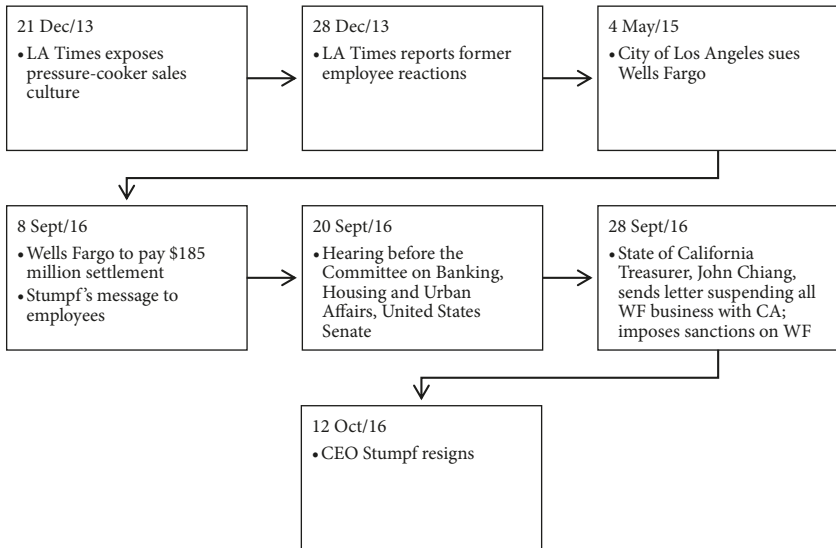 21 Dec/13
•LA Times exposes
pressure-cooker sales
culture
28 Dec/13
•LA Times reports former
employee reactions
4 May/15
•City of Los Angeles sues
Wells Fargo
8 Sept/16
•Wells Fargo to pay $185
million settlement
•Stumpf’s message to
employees
20 Sept/16
•Hearing before the
Committee on Banking,
Housing and Urban
Affairs, United States
Senate
28 Sept/16
•State of California
Treasurer, John Chiang,
sends letter suspending all
WF business with CA;
imposes sanctions on WF
12 Oct/16
•CEO Stumpf resigns